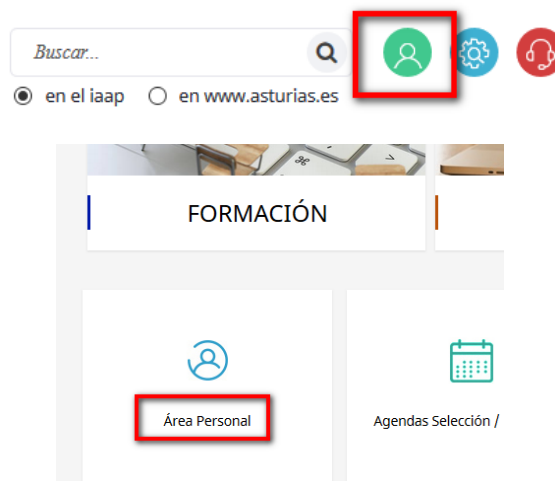 Buscar...
en el iaap en www.asturias.es
FORMACIÓN
Área Personal Agendas Selección /